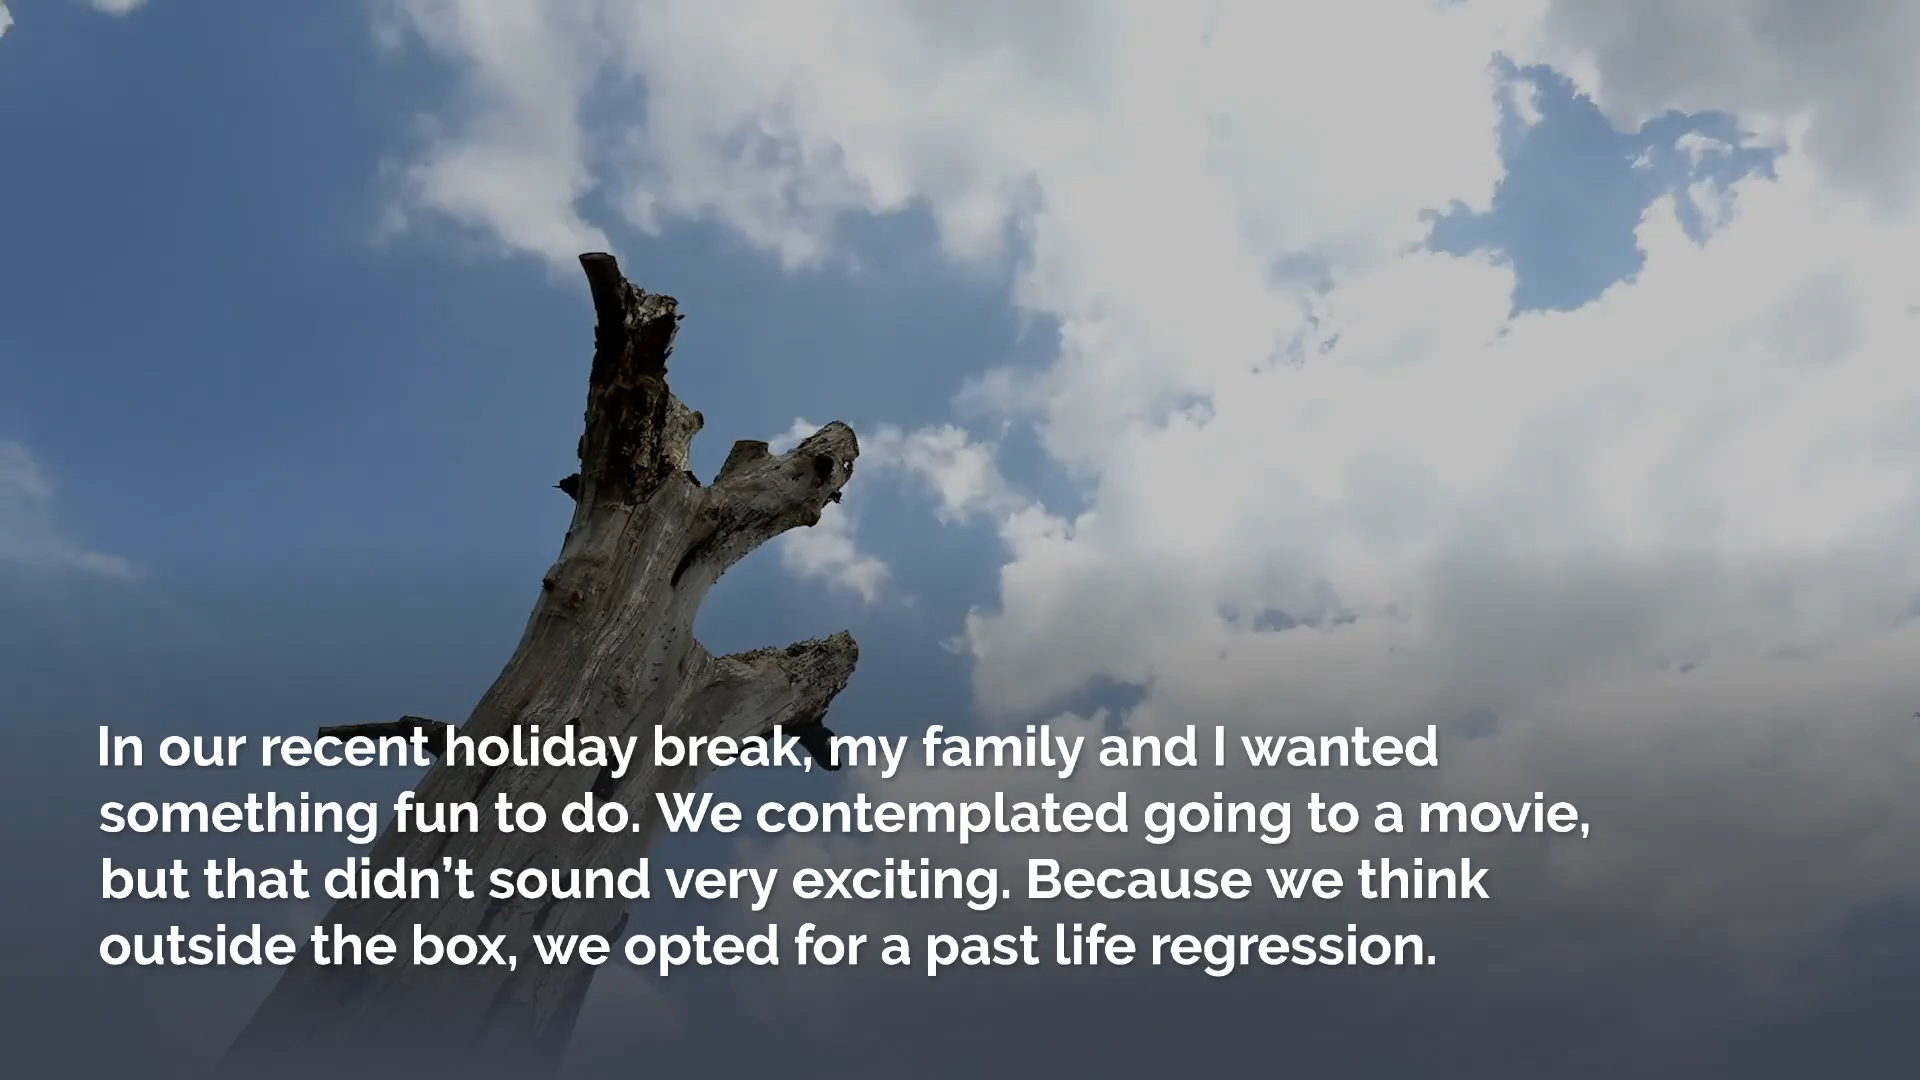 In our recent holiday break, my family and I wanted
something fun to do. We contemplated going to a movie,
but that didn’t sound very exciting. Because we think
outside the box, we opted for a past life regression.